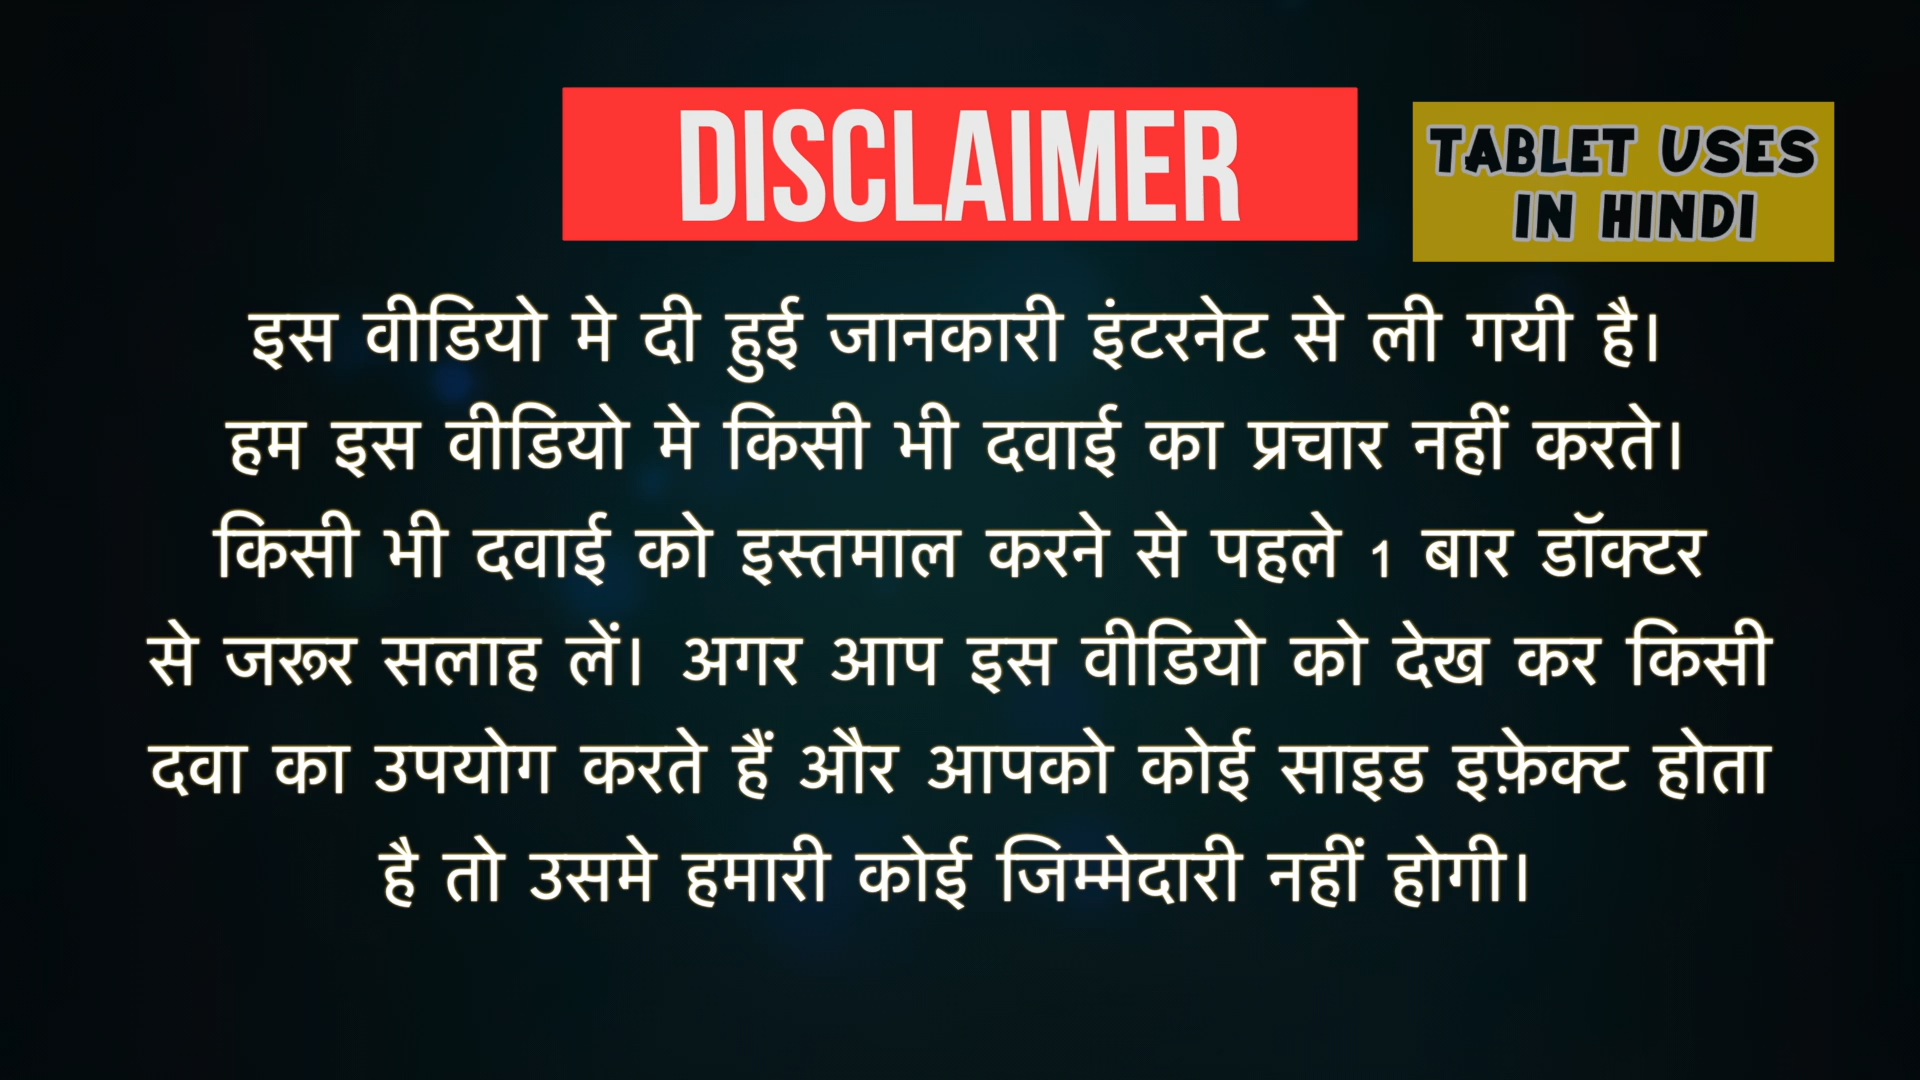 DISCLAIMER
TABLET USES
IN HINDI
इस वीडियो मे दी हुई जानकारी इंटरनेट से ली गयी है।
हम इस वीडियो मे किसी भी दवाई का प्रचार नहीं करते।
किसी भी दवाई को इस्तमाल करने से पहले 1 बार डॉक्टर
से जरूर सलाह लें। अगर आप इस वीडियो को देख कर किसी
दवा का उपयोग करते हैं और आपको कोई साइड इफ़ेक्ट होता
है तो उसमे हमारी कोई जिम्मेदारी नहीं होगी।